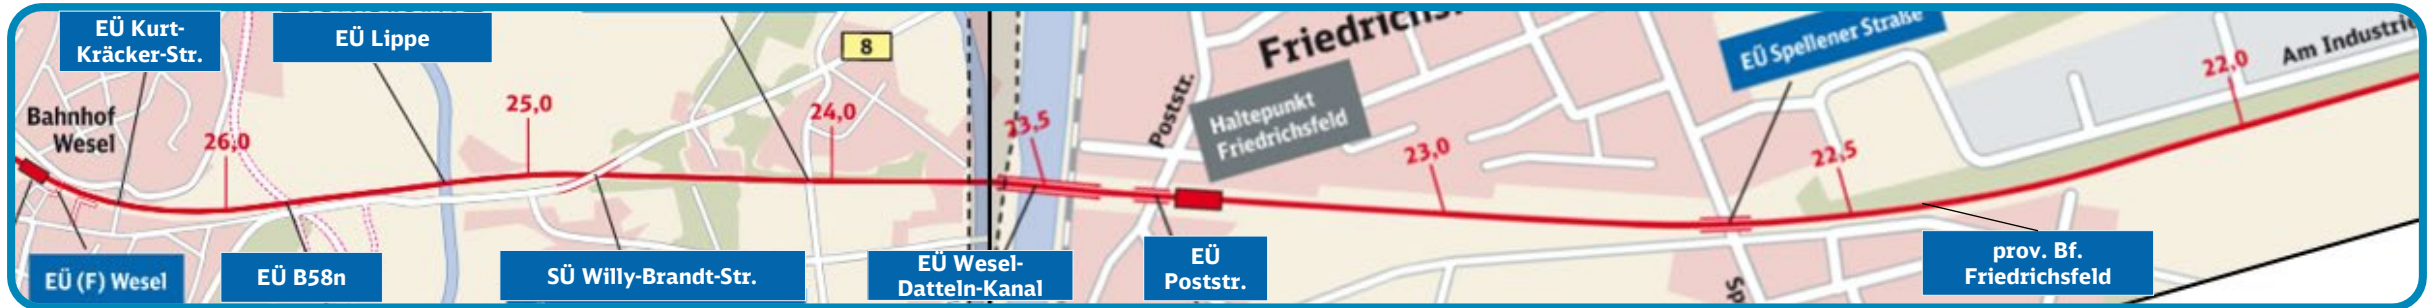 EÜ Kurt-
Kräcker-Str.
EÜ Lippe
8
EÜ Spellener Straße
Am Industrie
Bahnhof
Wesel
26,0
25,0
24,0
23,5
Poststr.
Haltepunkt
Friedrichsfeld
23,0
22,5
22,0
EÜ (F) Wesel
EÜ B58n
SÜ Willy-Brandt-Str.
EÜ Wesel-
Datteln-Kanal
EÜ
Poststr.
prov. Bf.
Friedrichsfeld
Sp